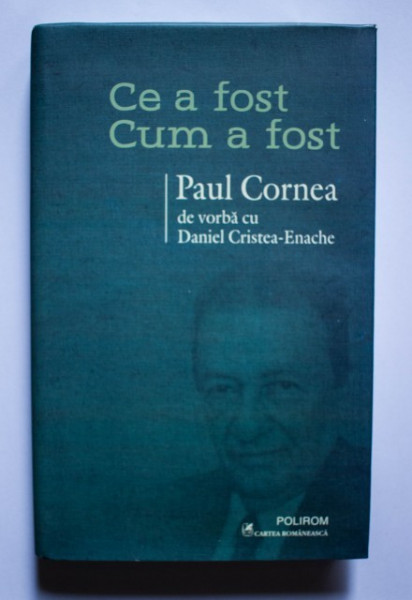 Ce a fost
Cum a fost
Paul Cornea
de vorbă cu
Daniel Cristea-Enache
POLIROM
CARTEA ROMÂNEASCĂ